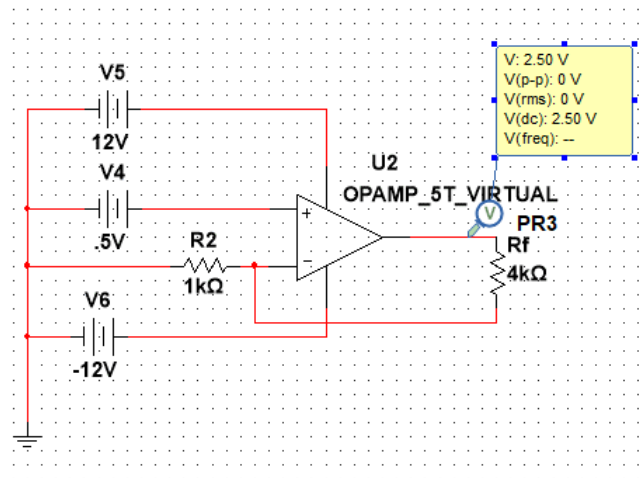 V: 2.50 V
V(p-p): 0 V
V(rms): 0 V
V(dc): 2.50 V
V(freq): --
V5
12V
V4
.5V
U2
OPAMP_5T_VIRTUAL
V
PR3
R2
1kΩ
+
−
Rf
4kΩ
V6
-12V